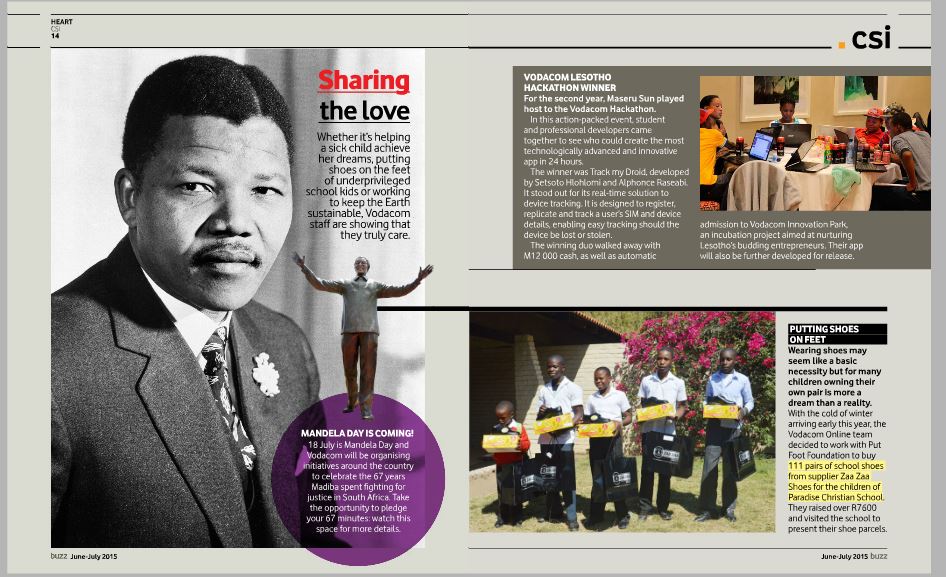 HEART
CSI
14
.csi
Sharing
the love
Whether it's helping
a sick child achieve
her dreams, putting
shoes on the feet
of underprivileged
school kids or working
to keep the Earth
sustainable, Vodacom
staff are showing that
they truly care.
MANDELA DAY IS COMING!
18 July is Mandela Day and
Vodacom will be organising
initiatives around the country
to celebrate the 67 years
Madiba spent fighting for
justice in South Africa. Take
the opportunity to pledge
your 67 minutes: watch this
space for more details.
buzz June-July 2015
VODACOM LESOTHO
HACKATHON WINNER
For the second year, Maseru Sun played
host to the Vodacom Hackathon.
In this action-packed event, student
and professional developers came
together to see who could create the most
technologically advanced and innovative
app in 24 hours.
The winner was Track my Droid, developed
by Setsoto Hlohlomi and Alphonce Raseabi.
It stood out for its real-time solution to
device tracking. It is designed to register,
replicate and track a user's SIM and device
details, enabling easy tracking should the
device be lost or stolen.
The winning duo walked away with
M12 000 cash, as well as automatic
admission to Vodacom Innovation Park,
an incubation project aimed at nurturing
Lesotho's budding entrepreneurs. Their app
will also be further developed for release.
PUTTING SHOES
ON FEET
Wearing shoes may
seem like a basic
necessity but for many
children owning their
own pair is more a
dream than a reality.
With the cold of winter
arriving early this year, the
Vodacom Online team
decided to work with Put
Foot Foundation to buy
111 pairs of school shoes
from supplier Zaa Zaa
Shoes for the children of
Paradise Christian School.
They raised over R7600
and visited the school to
present their shoe parcels.
June-July 2015 buzz